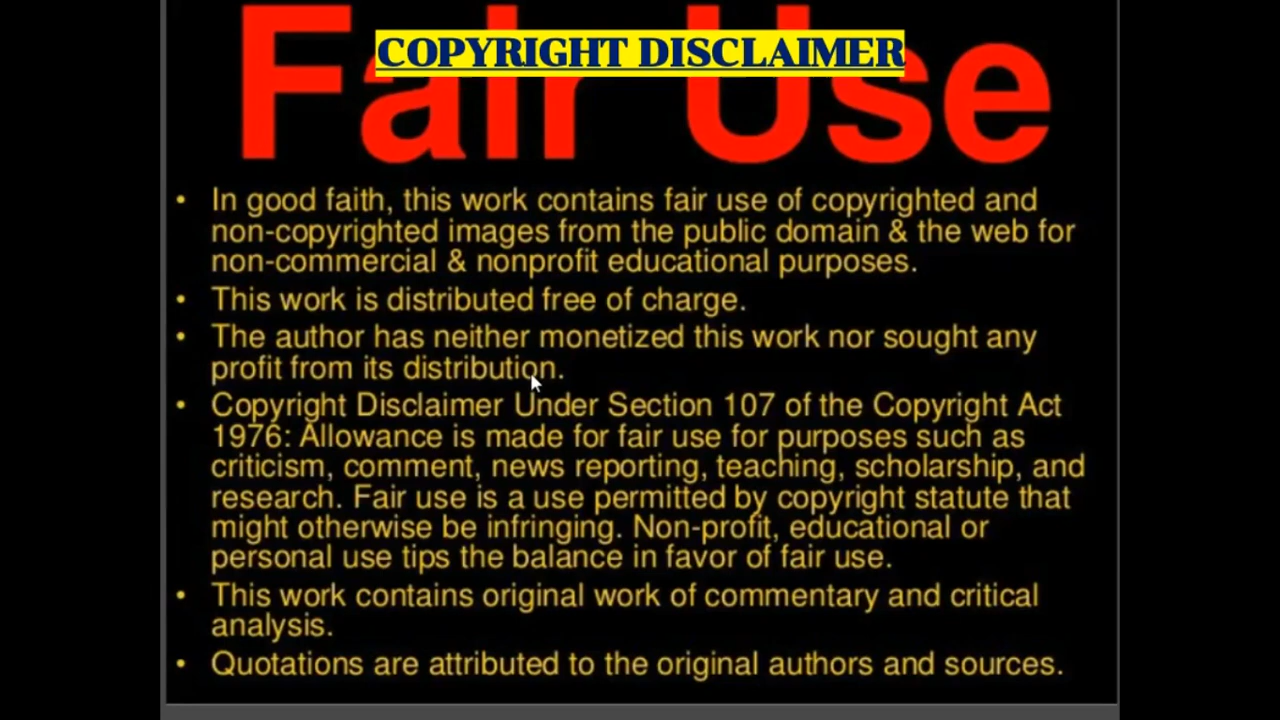 Fair Use
COPYRIGHT DISCLAIMER
• In good faith, this work contains fair use of copyrighted and
non-copyrighted images from the public domain & the web for
non-commercial & nonprofit educational purposes.
• This work is distributed free of charge.
• The author has neither monetized this work nor sought any
profit from its distribution.
• Copyright Disclaimer Under Section 107 of the Copyright Act
1976: Allowance is made for fair use for purposes such as
criticism, comment, news reporting, teaching, scholarship, and
research. Fair use is a use permitted by copyright statute that
might otherwise be infringing. Non-profit, educational or
personal use tips the balance in favor of fair use.
• This work contains original work of commentary and critical
analysis.
• Quotations are attributed to the original authors and sources.